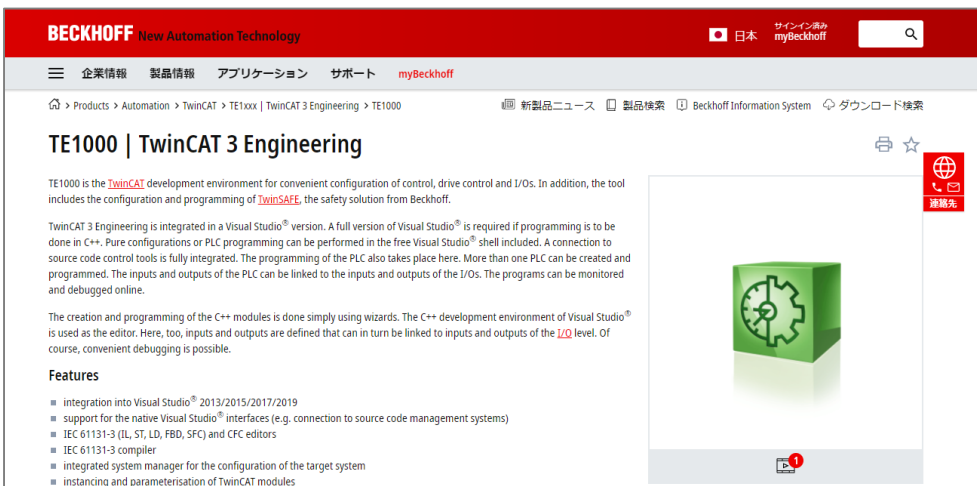 BECKHOFF New Automation Technology
日本
サインイン済み
myBeckhoff
企業情報 製品情報 アプリケーション サポート myBeckhoff
> Products > Automation > TwinCAT > TE1xxx | TwinCAT 3 Engineering > TE1000
新製品ニュース 製品検索 Beckhoff Information System ダウンロード検索
TE1000 | TwinCAT 3 Engineering
連絡先
TE1000 is the TwinCAT development environment for convenient configuration of control, drive control and I/Os. In addition, the tool
includes the configuration and programming of TwinSAFE, the safety solution from Beckhoff.
TwinCAT 3 Engineering is integrated in a Visual Studio® version. A full version of Visual Studio® is required if programming is to be
done in C++. Pure configurations or PLC programming can be performed in the free Visual Studio® shell included. A connection to
source code control tools is fully integrated. The programming of the PLC also takes place here. More than one PLC can be created and
programmed. The inputs and outputs of the PLC can be linked to the inputs and outputs of the I/Os. The programs can be monitored
and debugged online.
The creation and programming of the C++ modules is done simply using wizards. The C++ development environment of Visual Studio®
is used as the editor. Here, too, inputs and outputs are defined that can in turn be linked to inputs and outputs of the I/O level. Of
course, convenient debugging is possible.
Features
integration into Visual Studio® 2013/2015/2017/2019
support for the native Visual Studio® interfaces (e.g. connection to source code management systems)
IEC 61131-3 (IL, ST, LD, FBD, SFC) and CFC editors
IEC 61131-3 compiler
integrated system manager for the configuration of the target system
instancing and parameterisation of TwinCAT modules
1